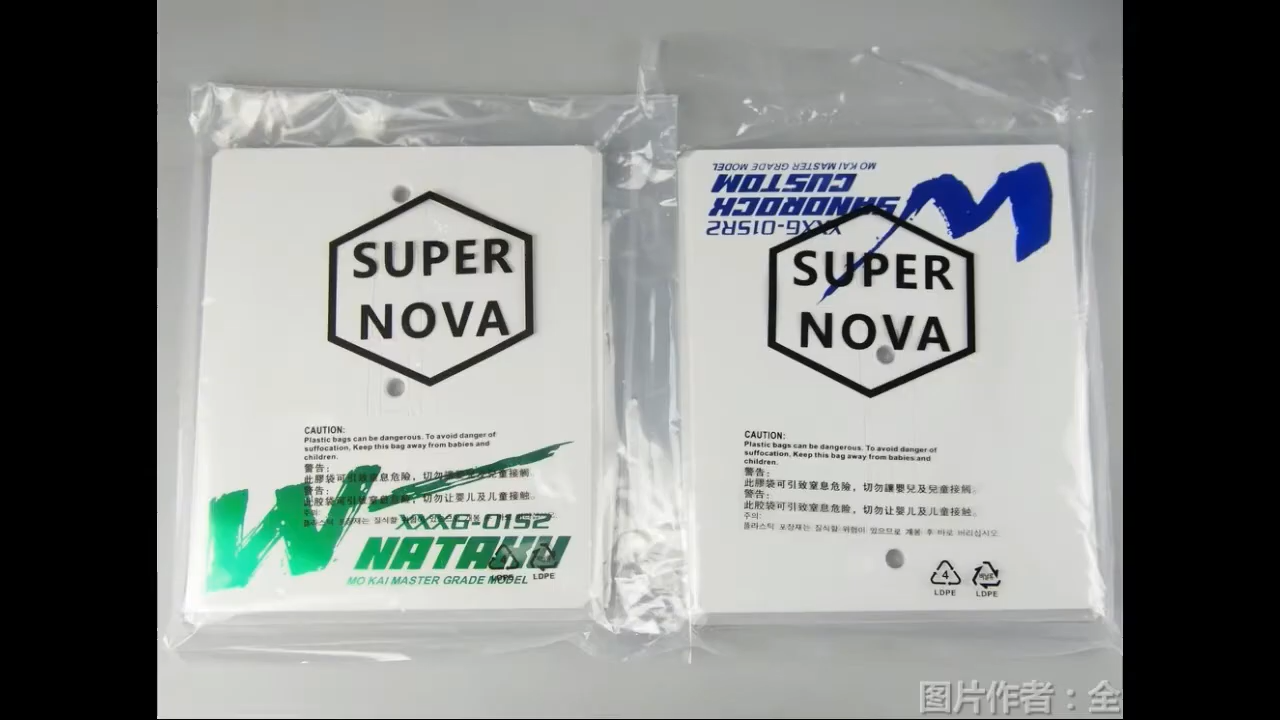 SUPER
NOVA
CAUTION:
Plastic bags can be dangerous. To avoid danger of
suffocation, Keep this bag away from babies and
children.
警告:
此膠袋可引致窒息危險，切勿讓嬰兒及兒童接觸
警告:
此胶袋可引致窒息危险，切勿让婴儿及儿童接触。
주의:
W
XXXG-01S2
NATAKU
MO KAI MASTER GRADE MODEL
LDPE
LDPE
MO KAI MASTER GRADE MODEL
CUSTOM
SANDROCK
XXXG-01SR2
SUPER
NOVA
CAUTION:
Plastic bags can be dangerous. To avoid danger of
suffocation, Keep this bag away from babies and
children.
警告:
此膠袋可引致窒息危險，切勿讓嬰兒及兒童接觸。
警告:
此胶袋可引致窒息危险，切勿让婴儿及儿童接触。
주의:
플라스틱 포장재는 질식할 위험이 있으므로 개봉 후 바로 버리십시오.
4
LDPE
LDPE
图片作者：全